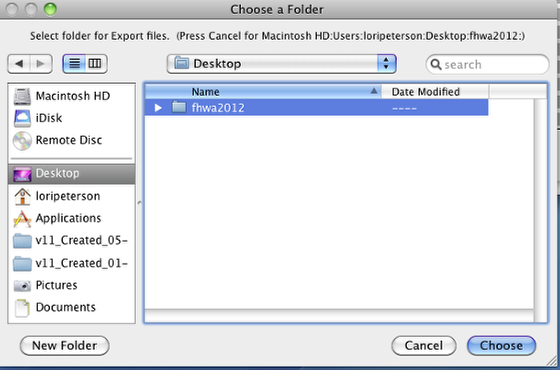 Choose a Folder
Select folder for Export files. (Press Cancel for Macintosh HD:Users:loripeterson:Desktop:fhwa2012:)
Desktop
search
Name
Date Modified
Macintosh HD
iDisk
Remote Disc
Desktop
loripeterson
Applications
v11_Created_05-
v11_Created_01-
Pictures
Documents
fhwa2012
----
New Folder
Cancel
Choose